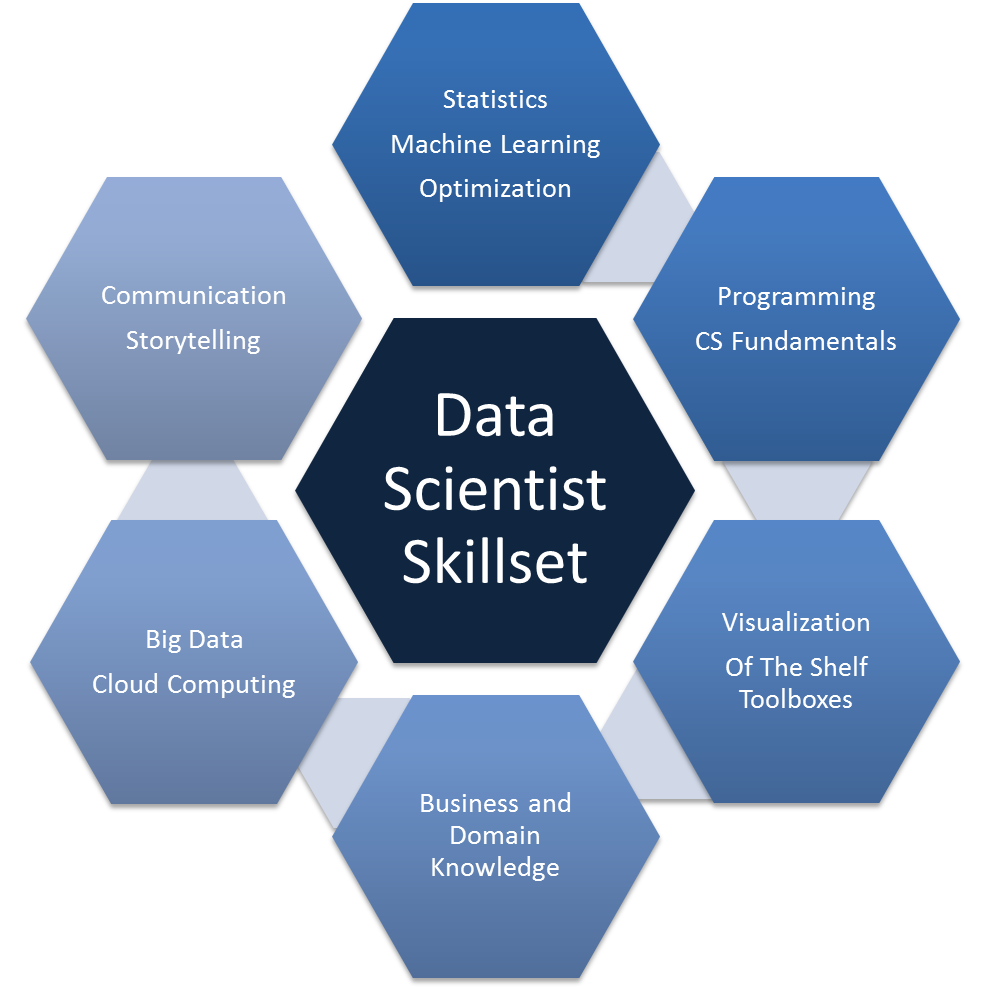 Statistics
Machine Learning
Optimization
Programming
CS Fundamentals
Visualization
Of The Shelf
Toolboxes
Business and
Domain
Knowledge
Big Data
Cloud Computing
Communication
Storytelling
Data
Scientist
Skillset